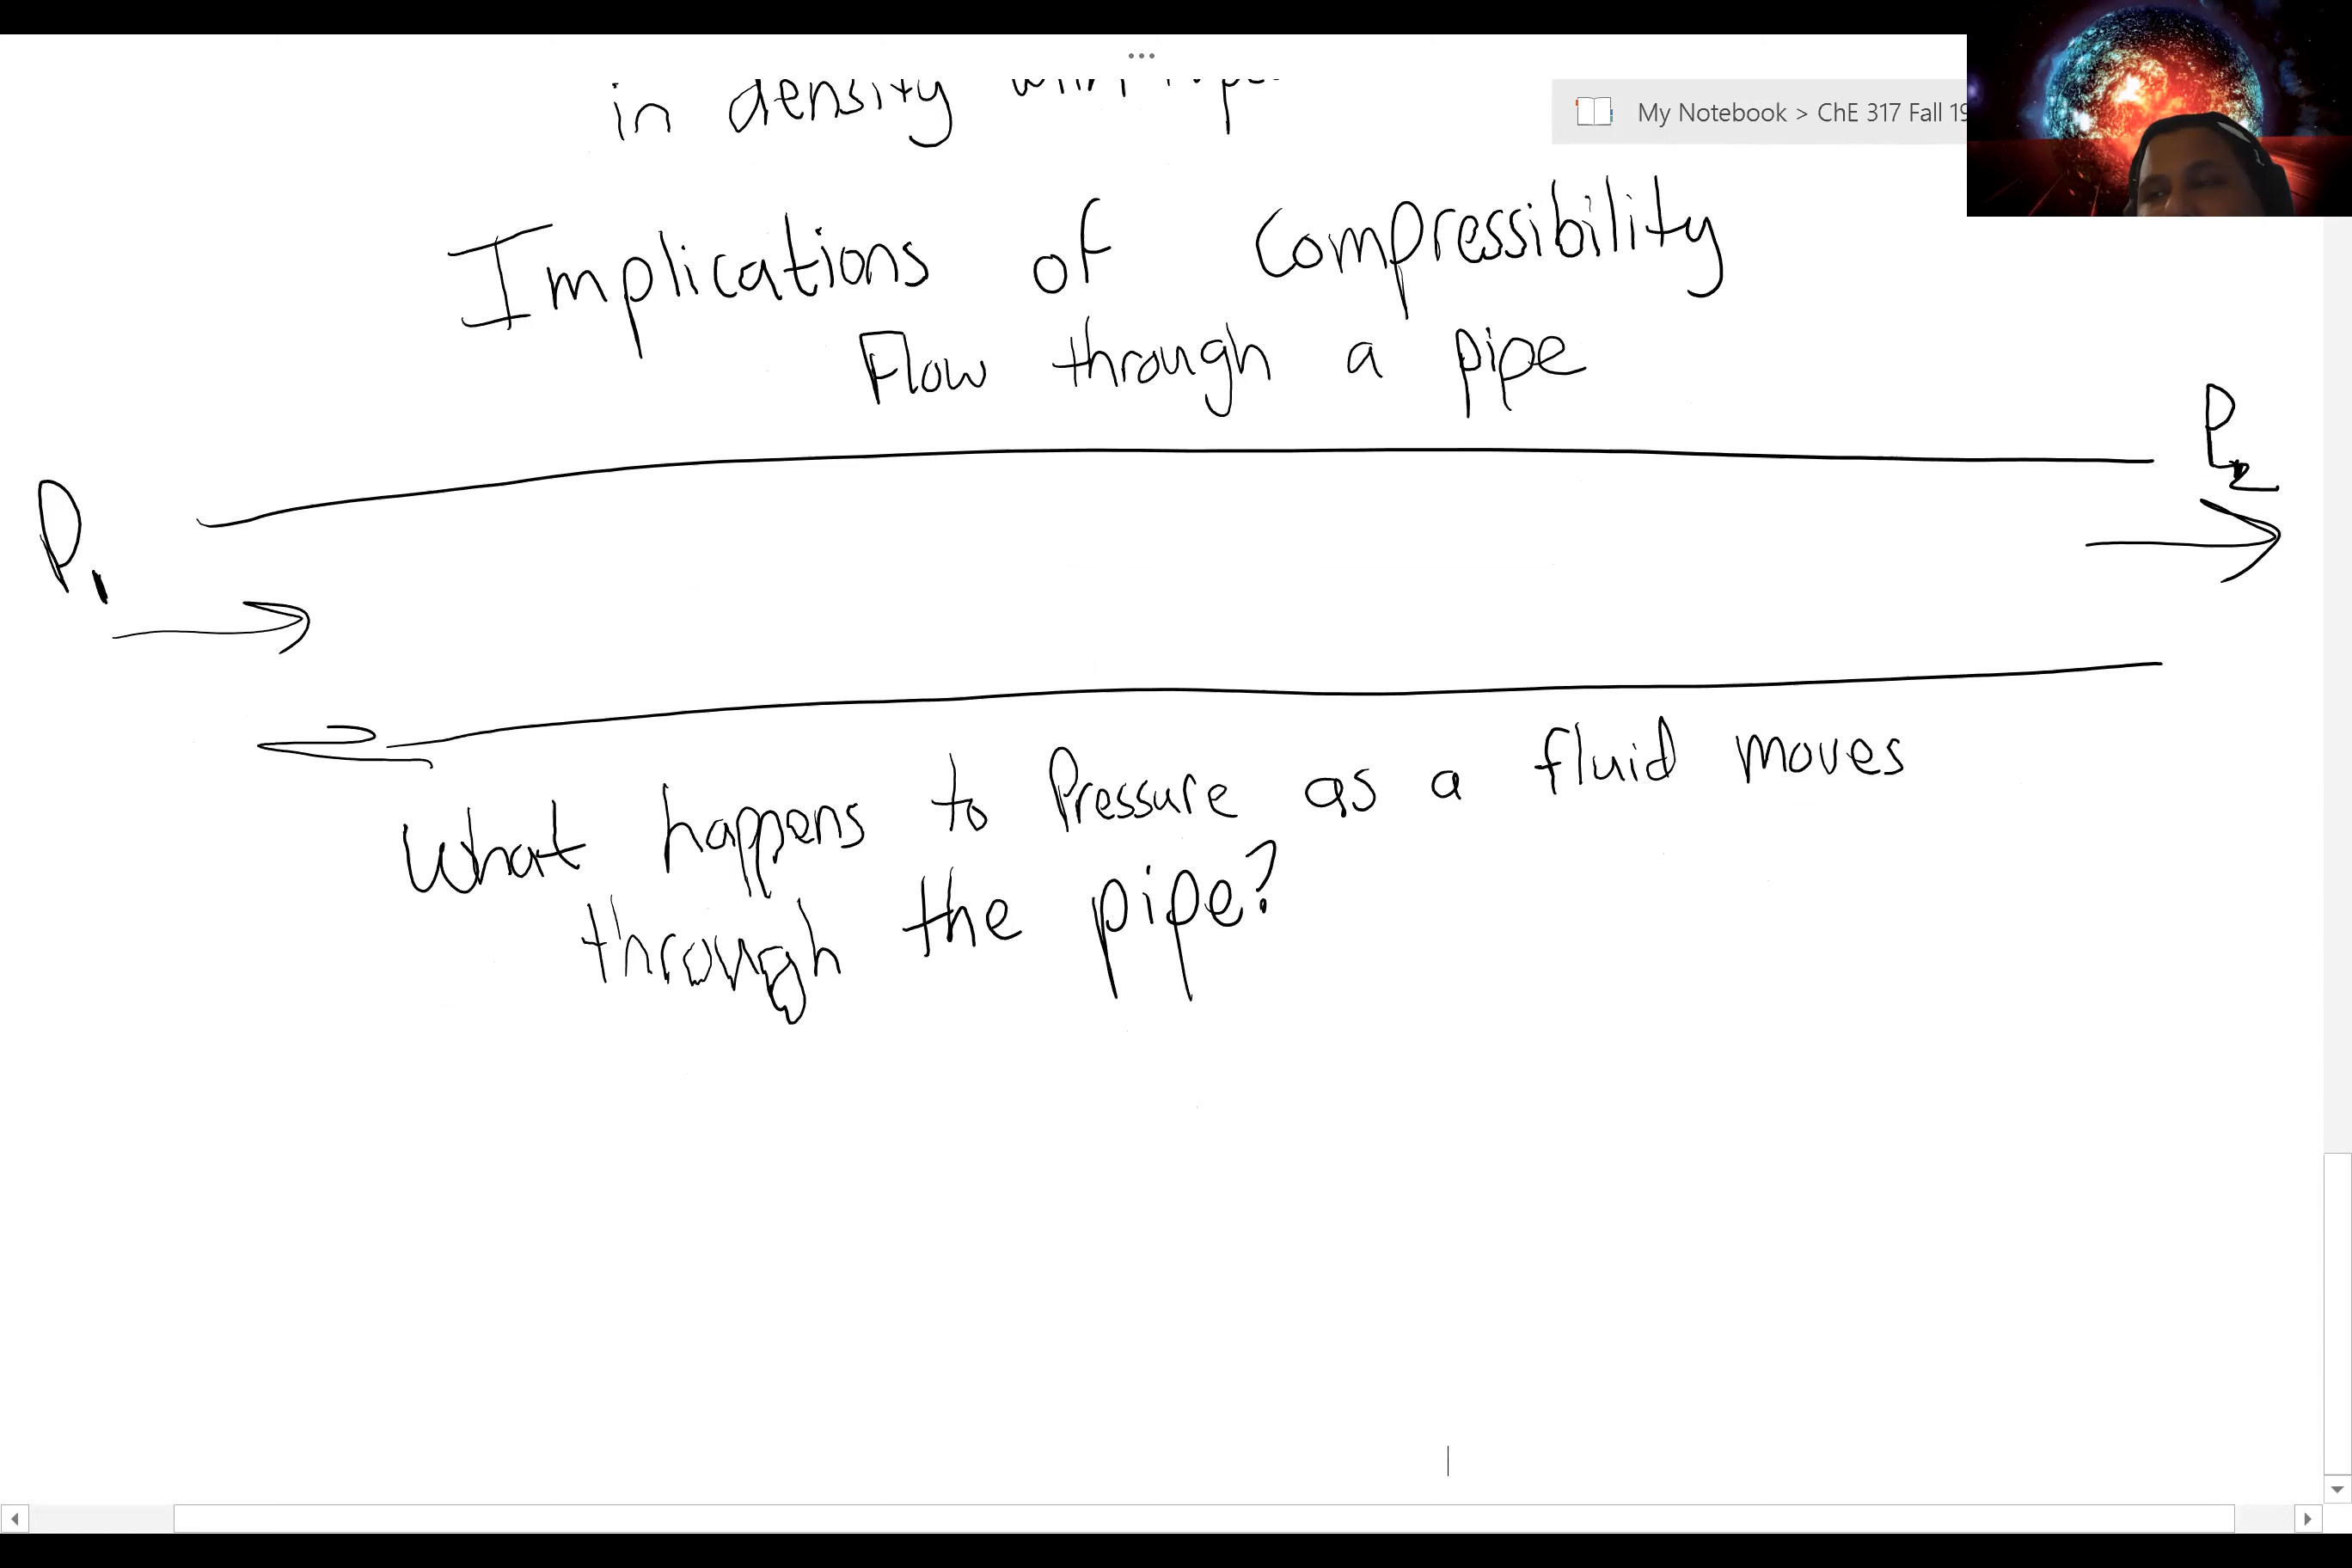 in density
My Notebook > ChE 317 Fall 19
Implications of Compressibility
Flow through a pipe
P1
P2
What happens to Pressure as a fluid moves
through the pipe?